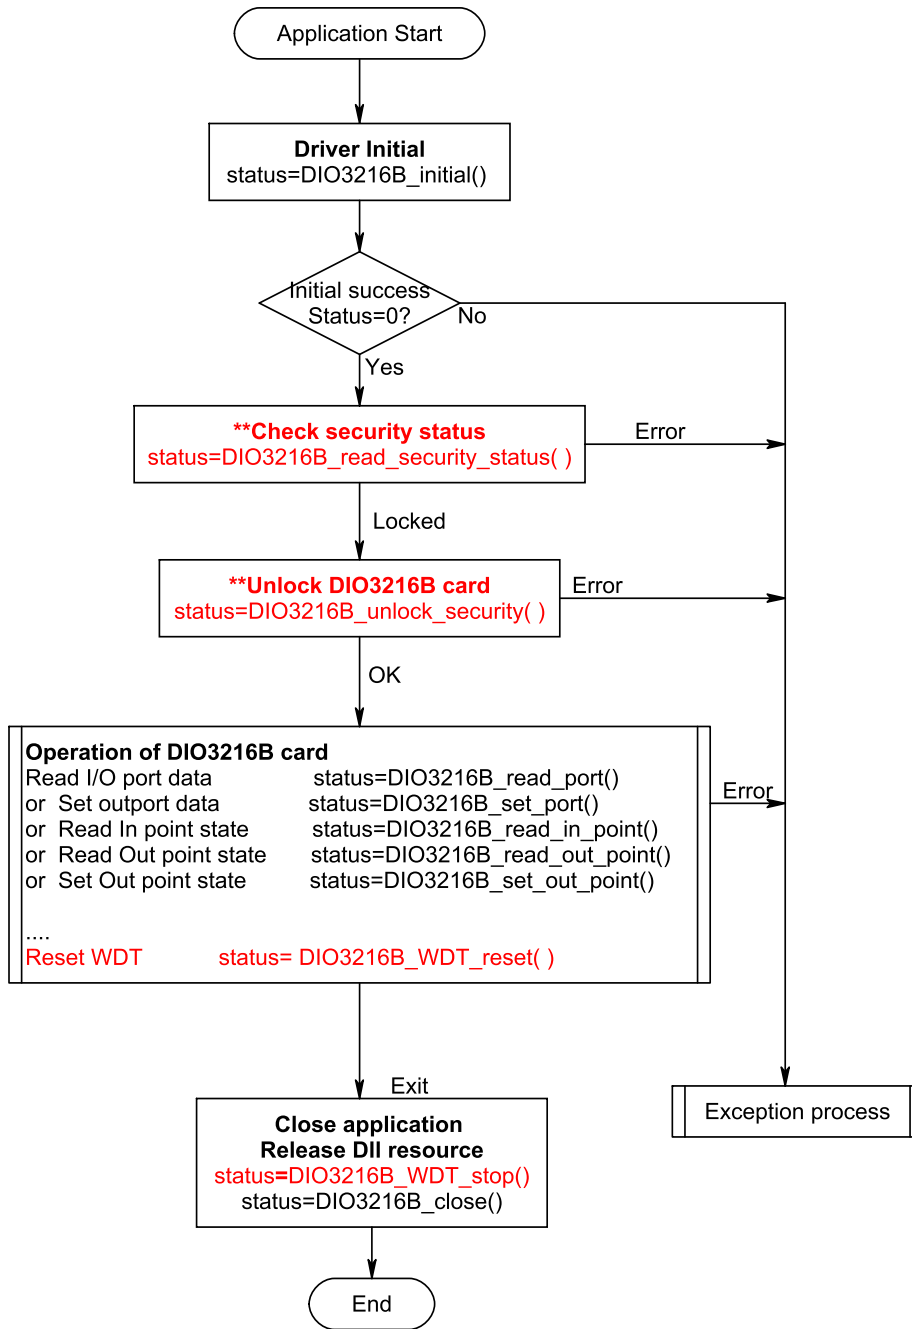 Application Start
Driver Initial
status=DIO3216B_initial()
Initial success
Status=0?
No
Yes
**Check security status
status=DIO3216B_read_security_status( )
Error
Locked
**Unlock DIO3216B card
status=DIO3216B_unlock_security( )
Error
OK
Operation of DIO3216B card
Read I/O port data status=DIO3216B_read_port()
or Set outport data status=DIO3216B_set_port()
or Read In point state status=DIO3216B_read_in_point()
or Read Out point state status=DIO3216B_read_out_point()
or Set Out point state status=DIO3216B_set_out_point()
....
Reset WDT status= DIO3216B_WDT_reset( )
Error
Exit
Close application
Release Dll resource
status=DIO3216B_WDT_stop()
status=DIO3216B_close()
Exception process
End